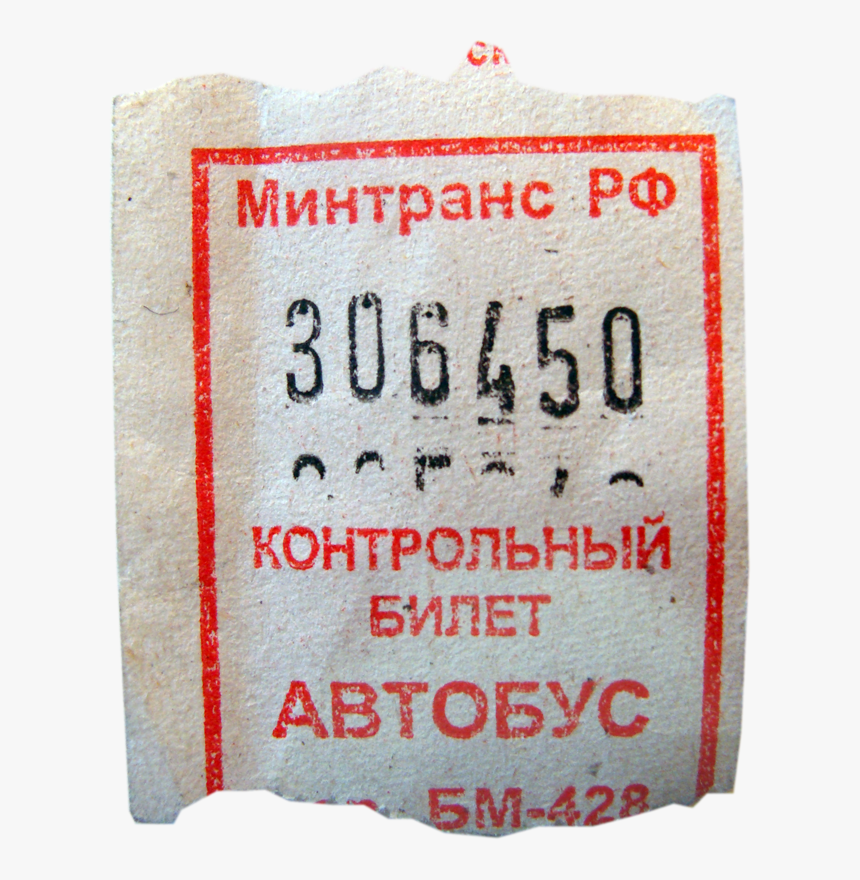 Минтранс РФ
306450
КОНТРОЛЬНЫЙ
БИЛЕТ
АВТОБУС
БМ-428